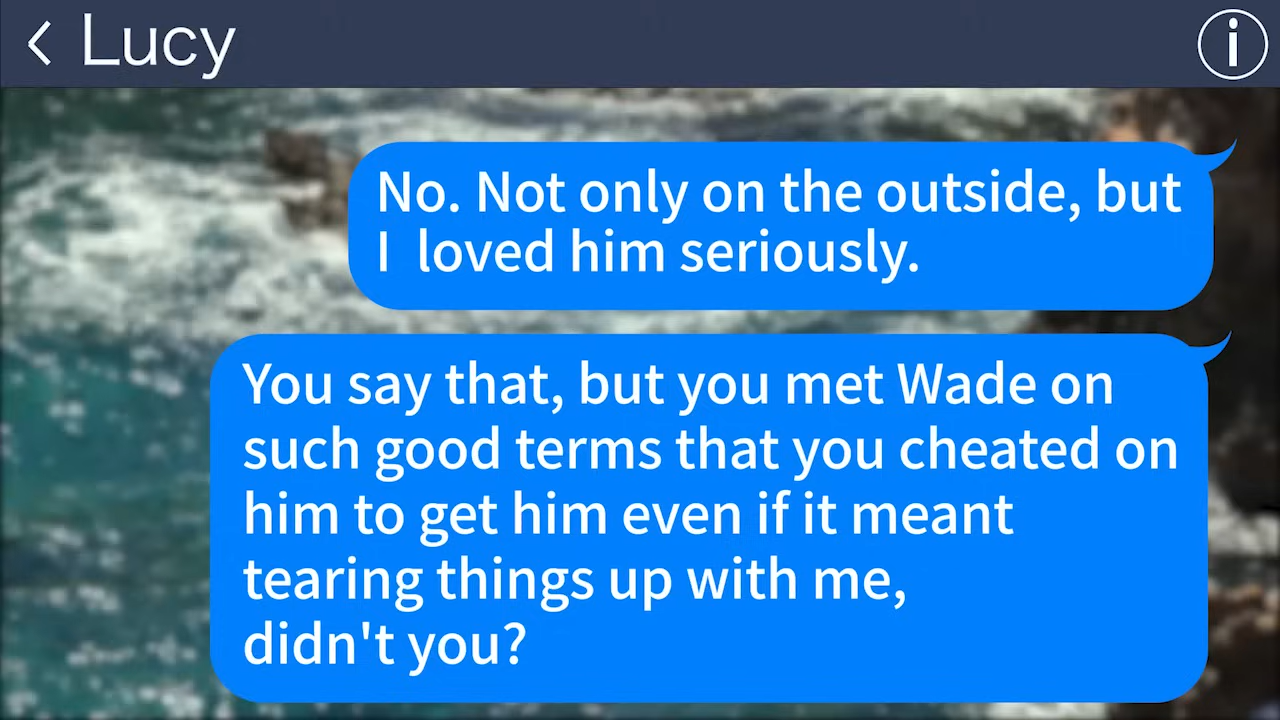 Lucy
No. Not only on the outside, but
I  loved him seriously.
You say that, but you met Wade on
such good terms that you cheated on
him to get him even if it meant
tearing things up with me,
didn't you?